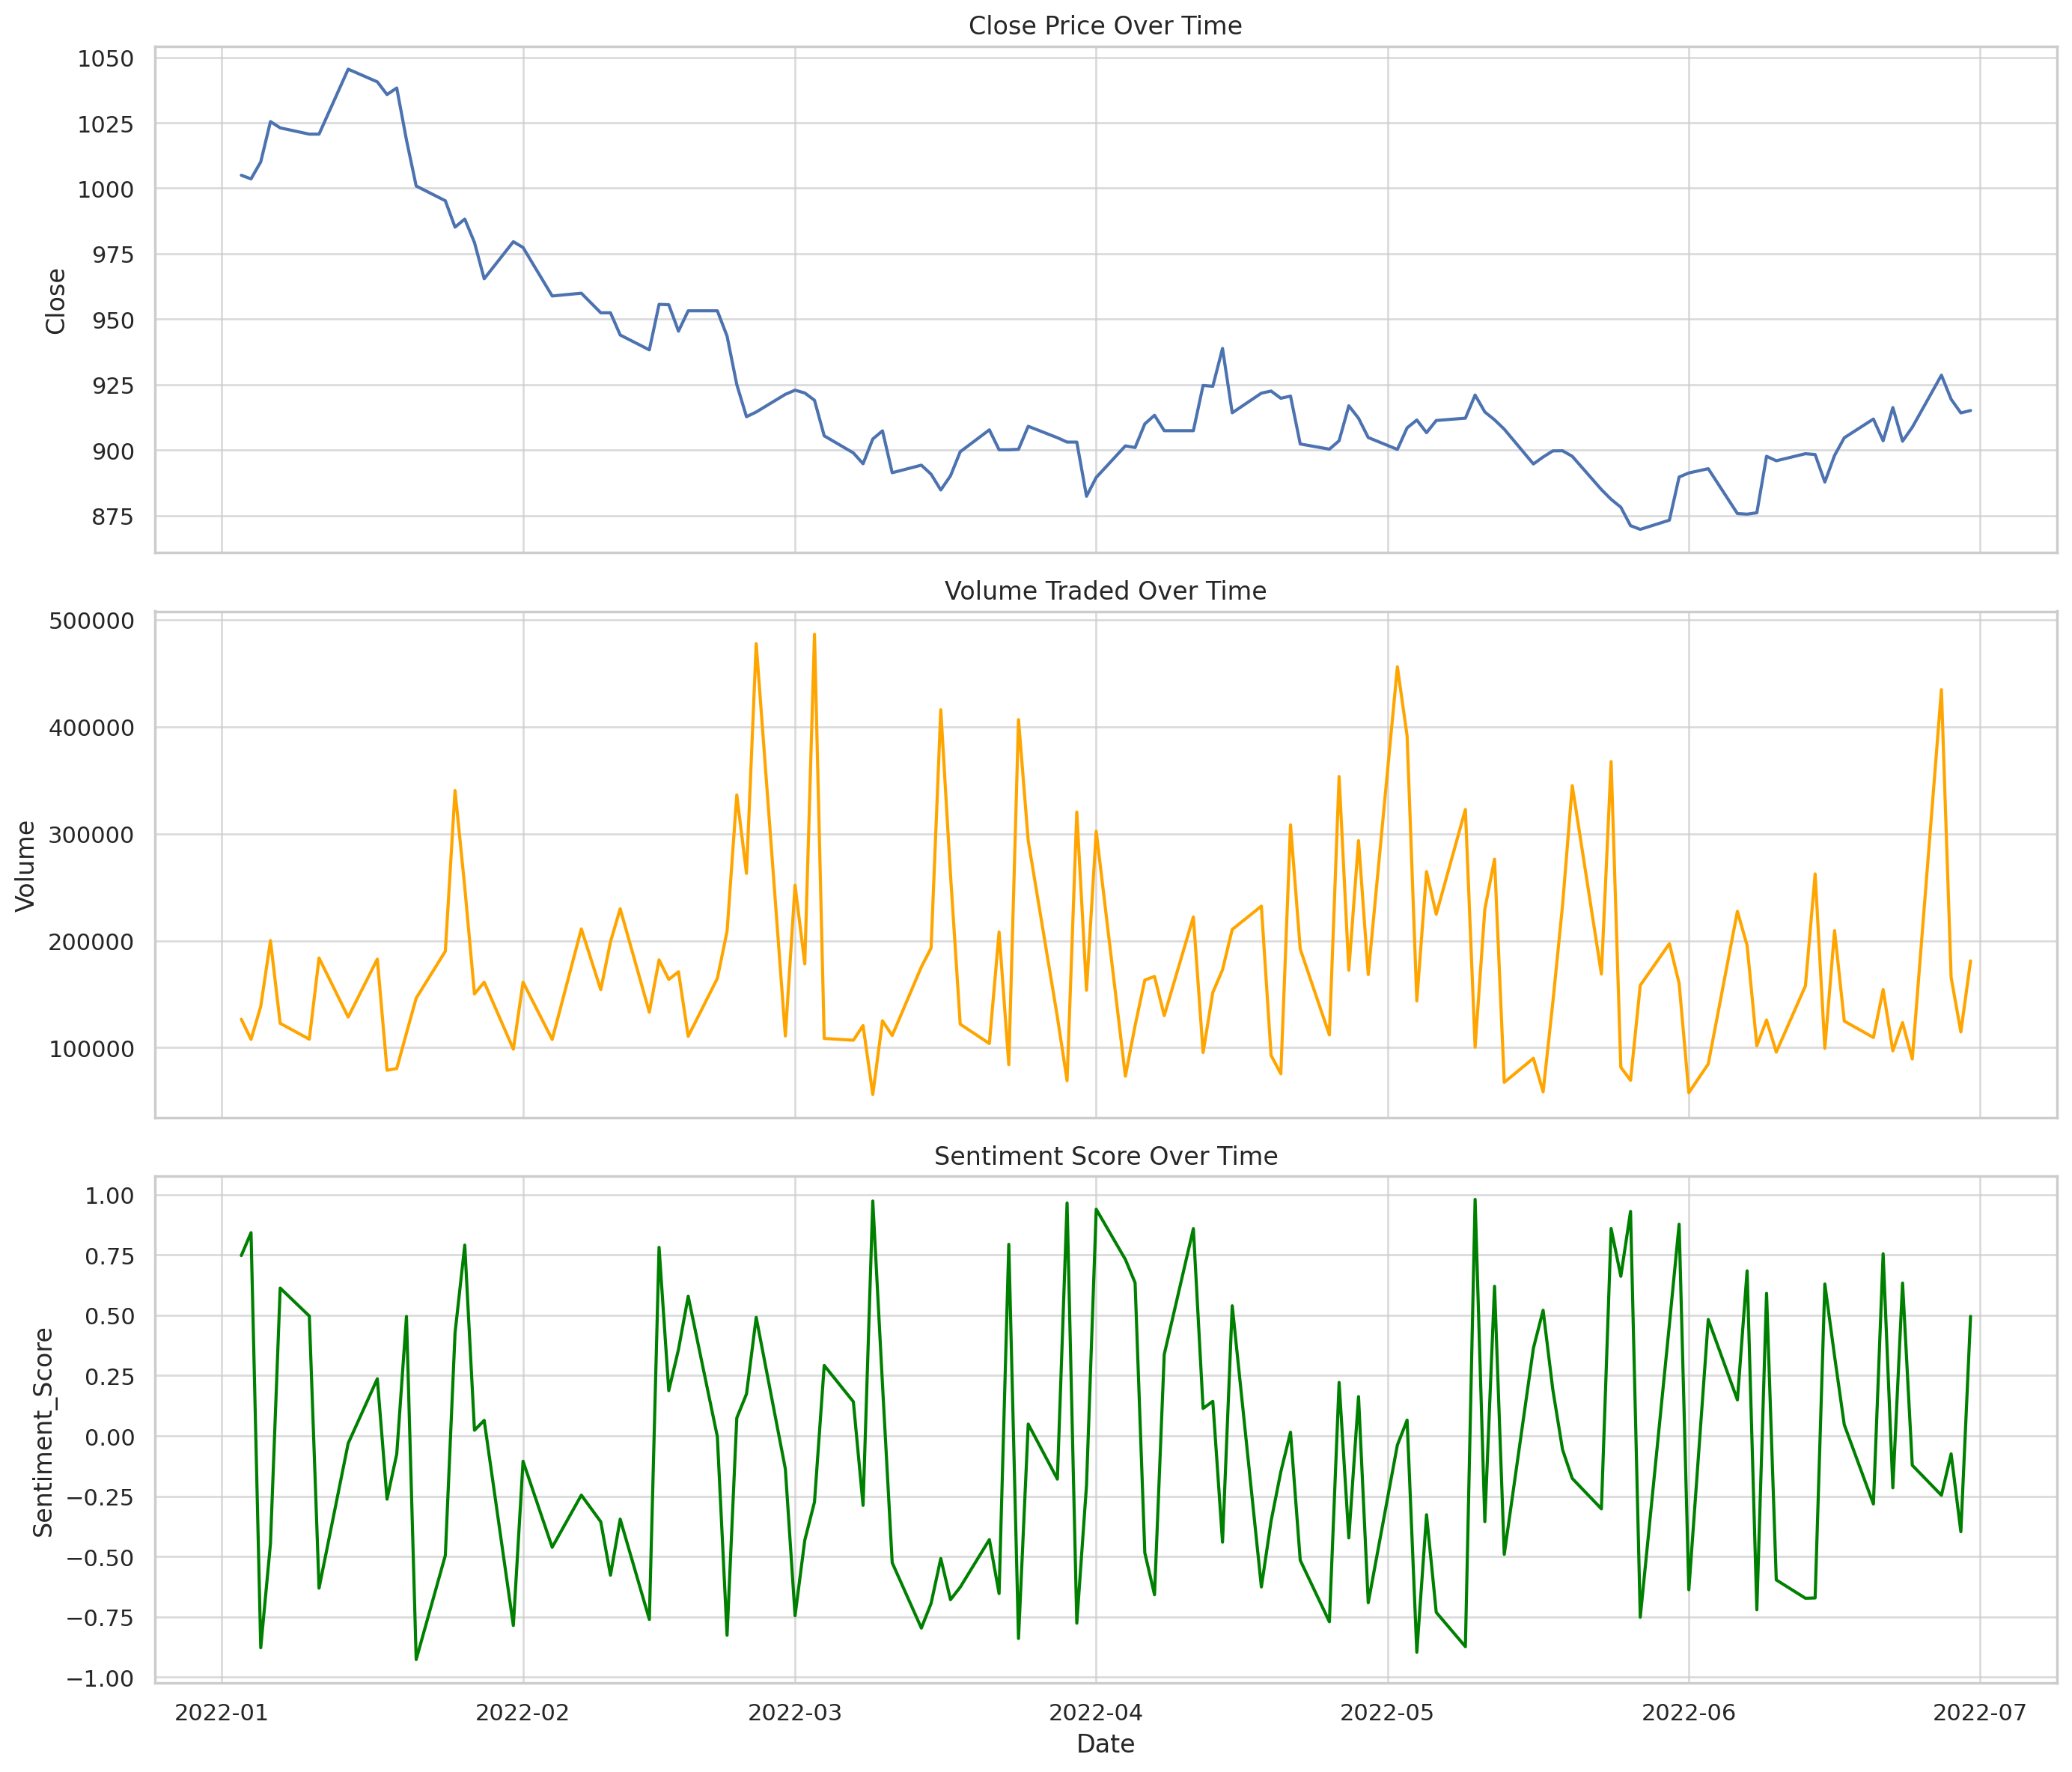 Close Price Over Time
1050
1025
1000
975
950
925
900
875
Close
Volume Traded Over Time
500000
400000
300000
200000
100000
Volume
Sentiment Score Over Time
1.00
0.75
0.50
0.25
0.00
−0.25
−0.50
−0.75
−1.00
Sentiment_Score
2022-01 2022-02 2022-03 2022-04 2022-05 2022-06 2022-07
Date